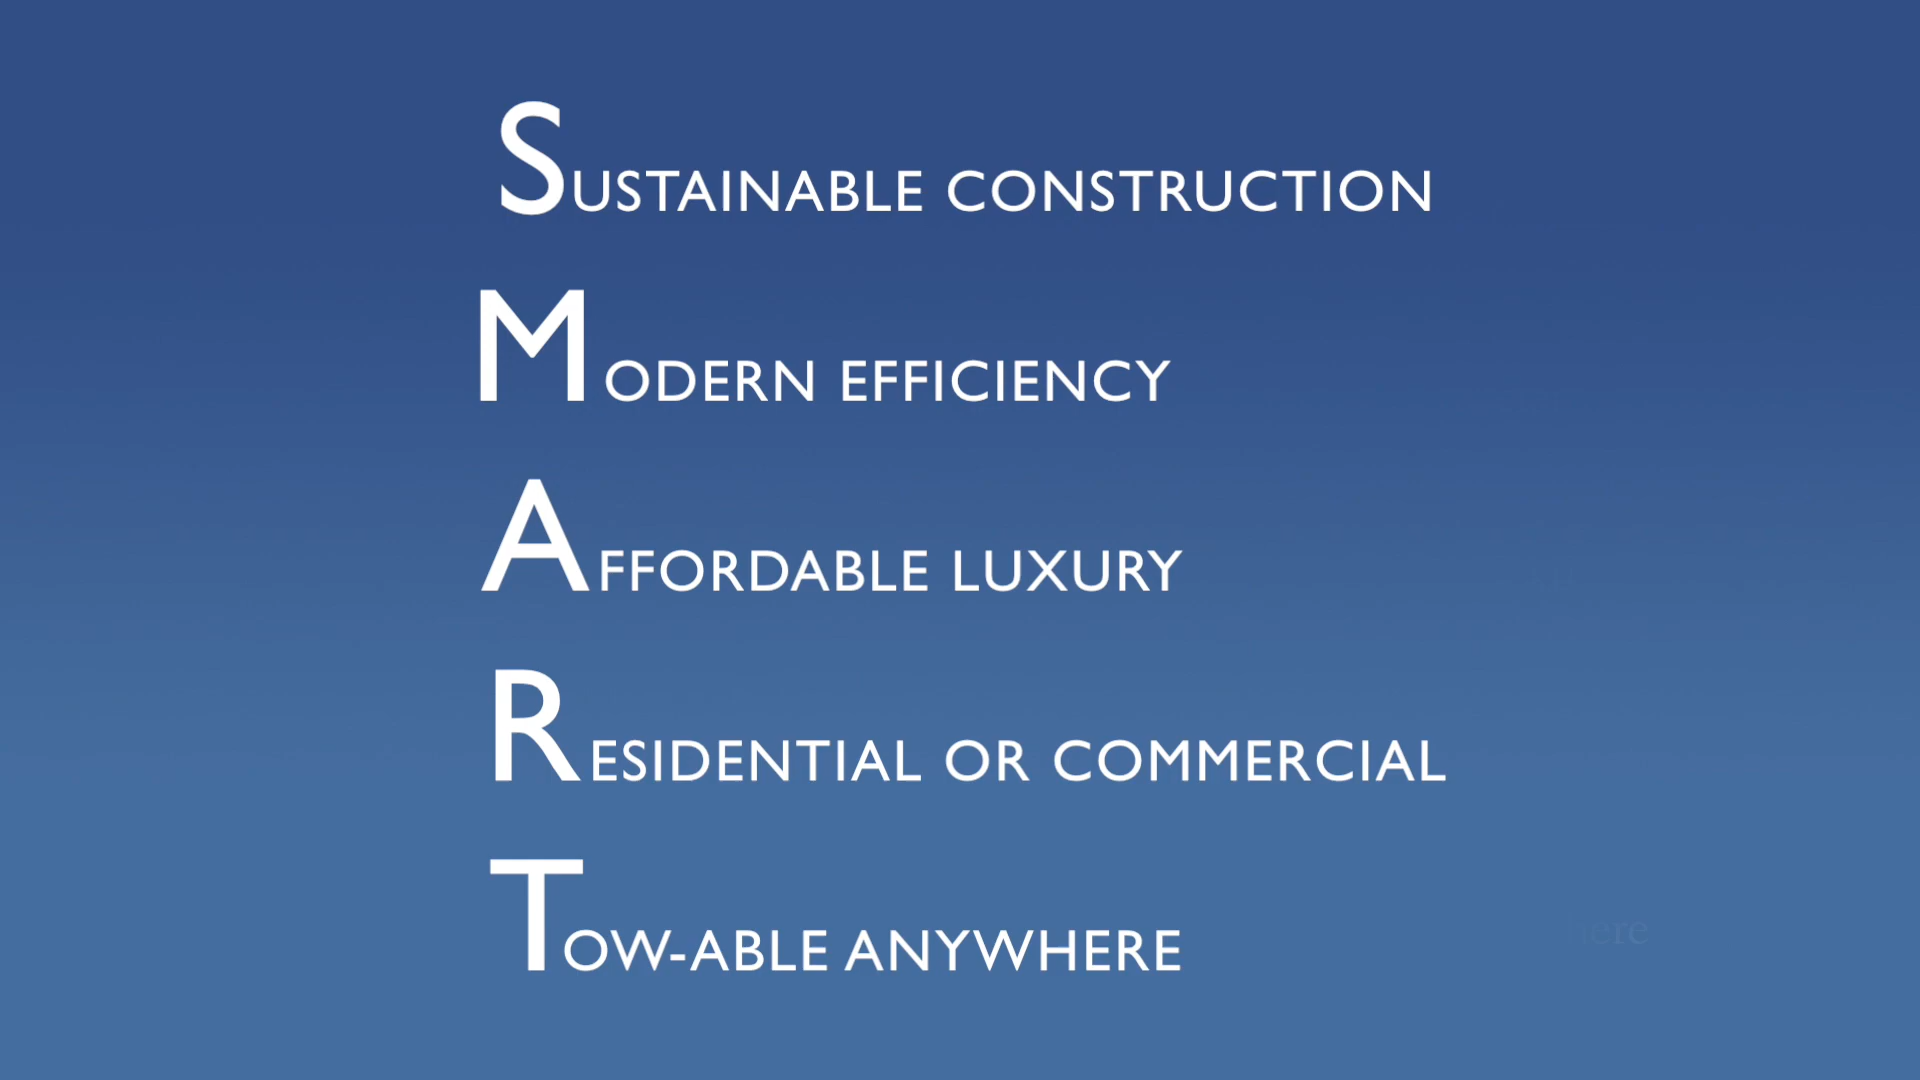 SUSTAINABLE CONSTRUCTION
MODERN EFFICIENCY
AFFORDABLE LUXURY
RESIDENTIAL OR COMMERCIAL
TOW-ABLE ANYWHERE